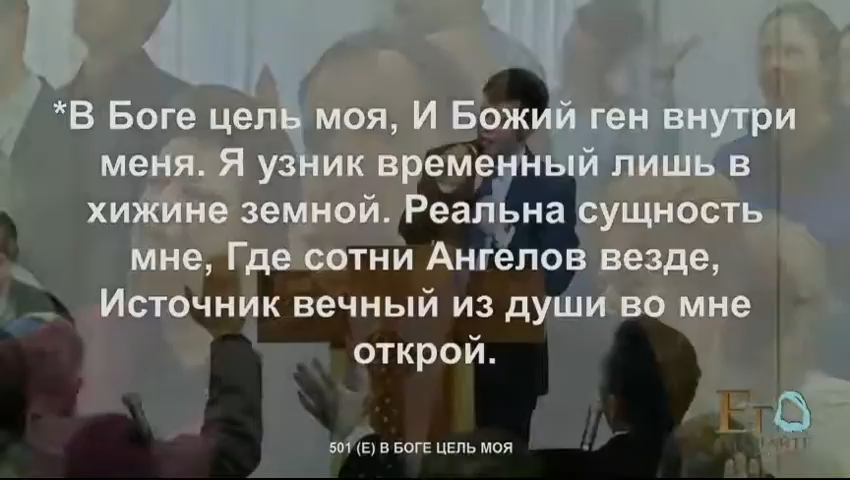 *В Боге цель моя, И Божий ген внутри
меня. Я узник временный лишь в
хижине земной. Реальна сущность
мне, Где сотни Ангелов везде,
Источник вечный из души во мне
открой.
501 (Е) В БОГЕ ЦЕЛЬ МОЯ